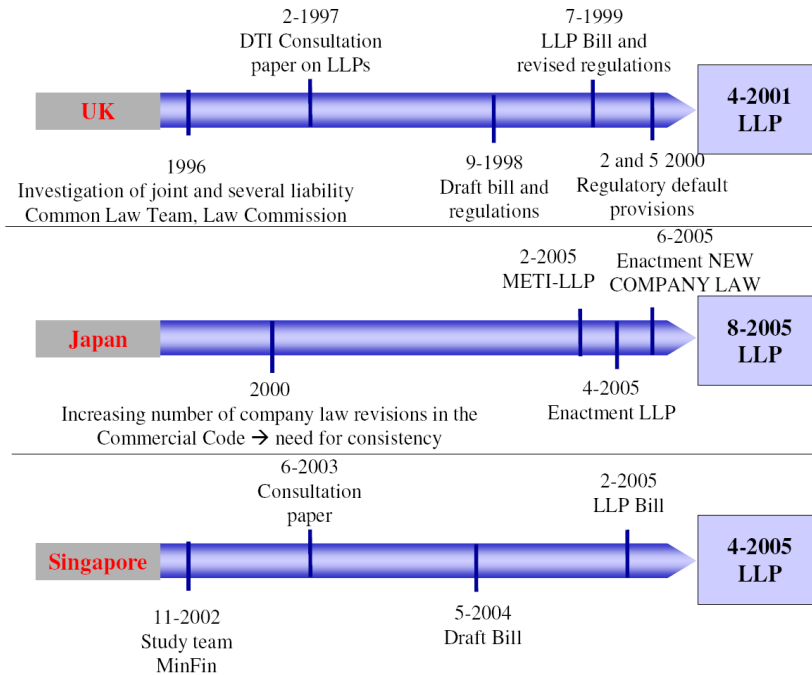 2-1997
DTI Consultation
paper on LLPs
7-1999
LLP Bill and
revised regulations
UK
4-2001
LLP
1996
Investigation of joint and several liability
Common Law Team, Law Commission
9-1998
Draft bill and
regulations
2 and 5 2000
Regulatory default
provisions
2-2005
METI-LLP
6-2005
Enactment NEW
COMPANY LAW
Japan
8-2005
LLP
2000
Increasing number of company law revisions in the
Commercial Code → need for consistency
4-2005
Enactment LLP
6-2003
Consultation
paper
2-2005
LLP Bill
Singapore
4-2005
LLP
11-2002
Study team
MinFin
5-2004
Draft Bill